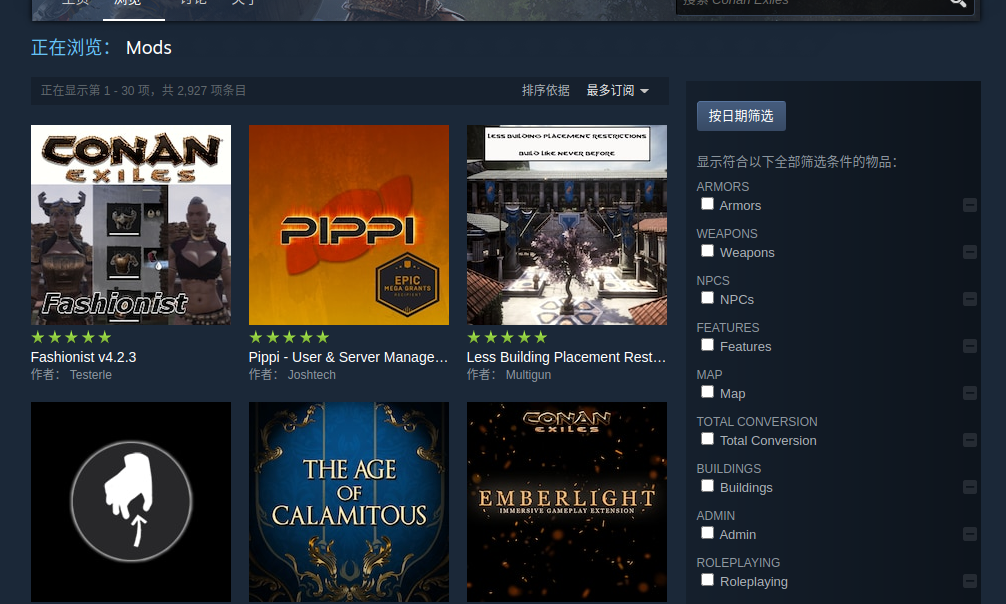 主页 浏览 讨论 关于
搜索 Conan Exiles
正在浏览： Mods
正在显示第 1 - 30 项，共 2,927 项条目
排序依据 最多订阅
按日期筛选
显示符合以下全部筛选条件的物品：
ARMORS
Armors
WEAPONS
Weapons
NPCS
NPCs
FEATURES
Features
MAP
Map
TOTAL CONVERSION
Total Conversion
BUILDINGS
Buildings
ADMIN
Admin
ROLEPLAYING
Roleplaying
CONAN
EXILES
Fashionist
Fashionist v4.2.3
作者： Testerle
PIPPI
EPIC
MEGA GRANTS
RECIPIENT
Pippi - User & Server Manage...
作者： Joshtech
LESS BUILDING PLACEMENT RESTRICTIONS
BUILD LIKE NEVER BEFORE
Less Building Placement Rest...
作者： Multigun
THE AGE
OF
CALAMITOUS
CONAN
EXILES
EMBERLIGHT
IMMERSIVE GAMEPLAY EXTENSION